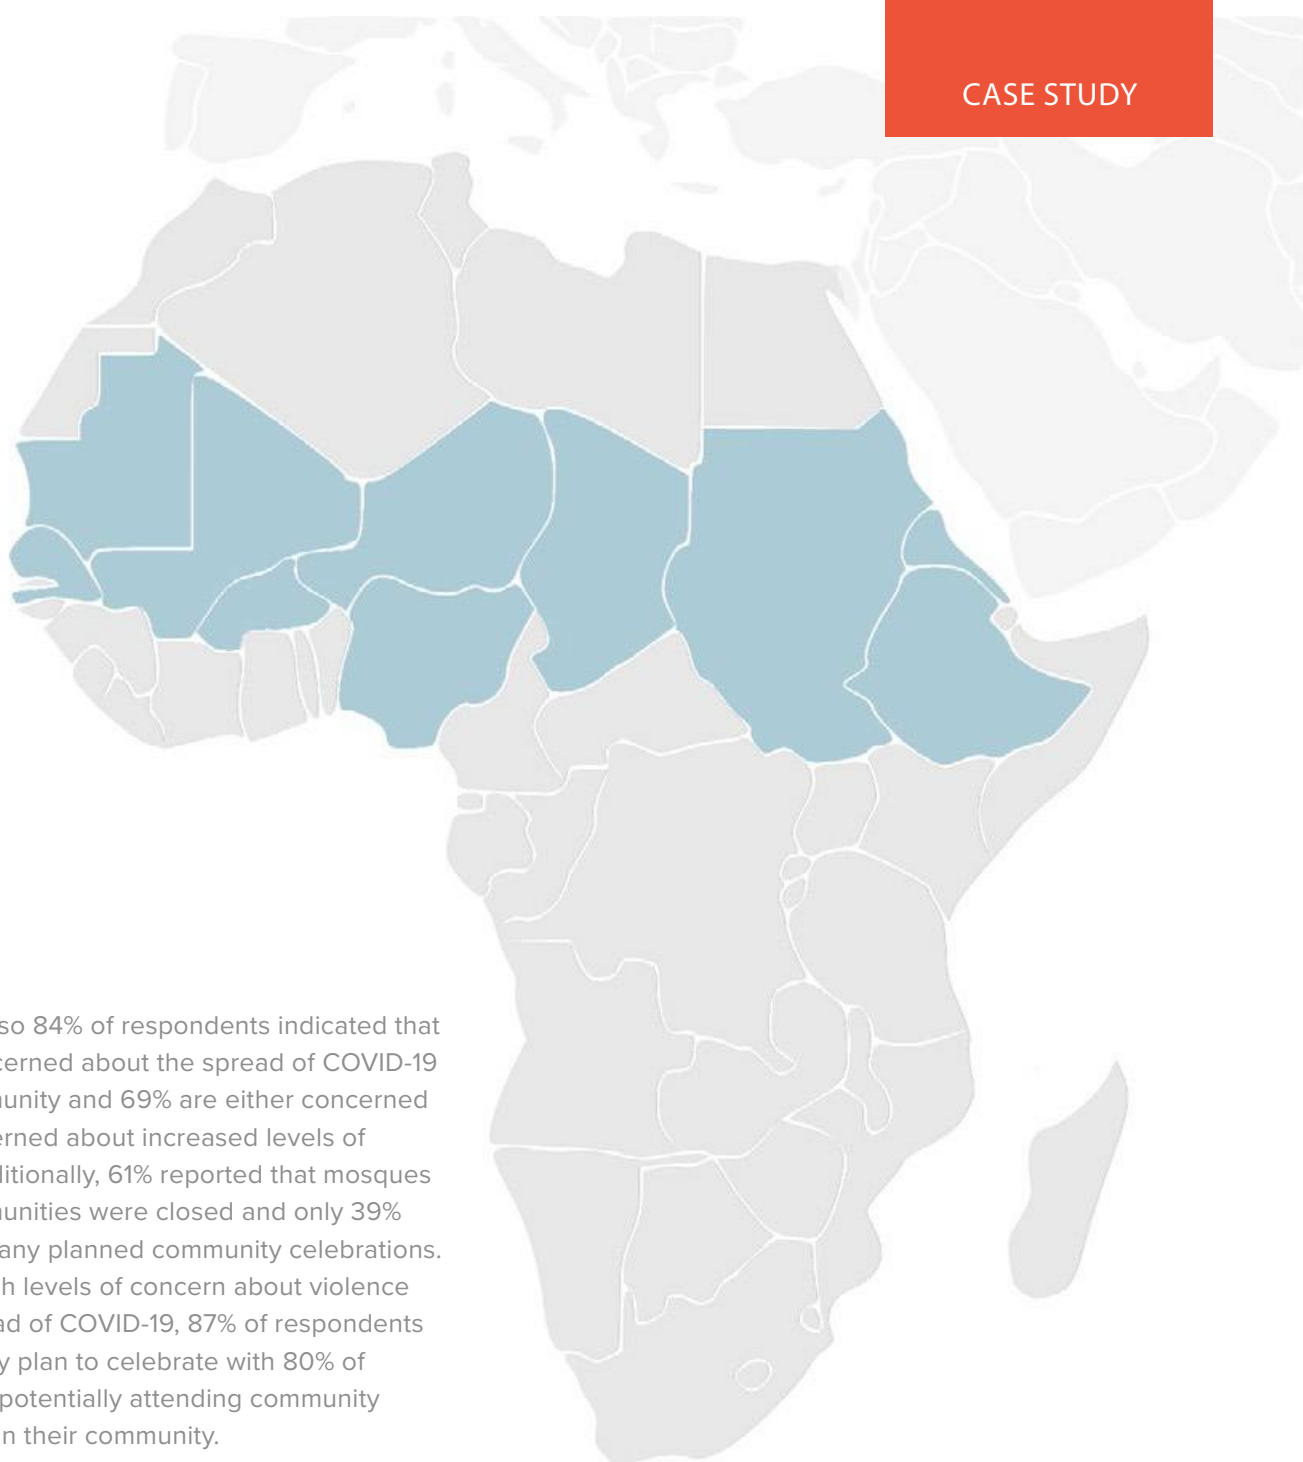 CASE STUDY
so 84% of respondents indicated that
cerned about the spread of COVID-19
unity and 69% are either concerned
erned about increased levels of
ditionally, 61% reported that mosques
unities were closed and only 39%
any planned community celebrations.
h levels of concern about violence
ad of COVID-19, 87% of respondents
y plan to celebrate with 80% of
potentially attending community
n their community.